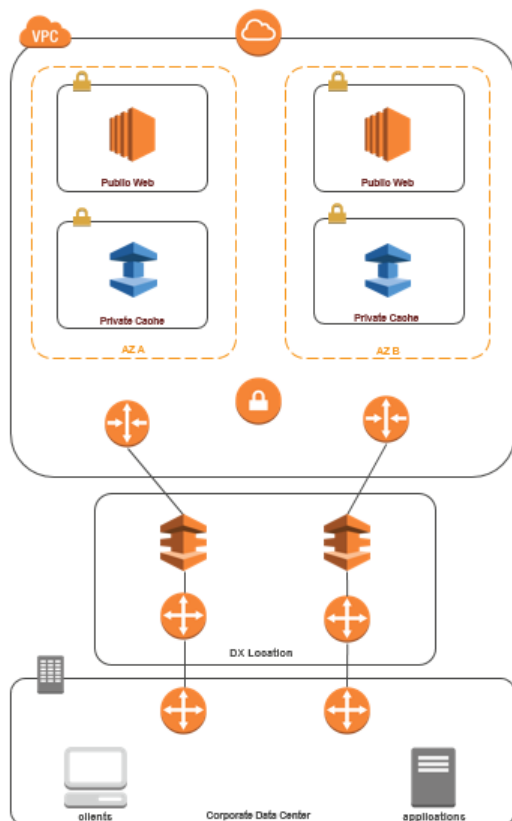 VPC
Public Web
Public Web
Private Cache
Private Cache
AZ A
AZ B
DX Location
clients
Corporate Data Center
applications